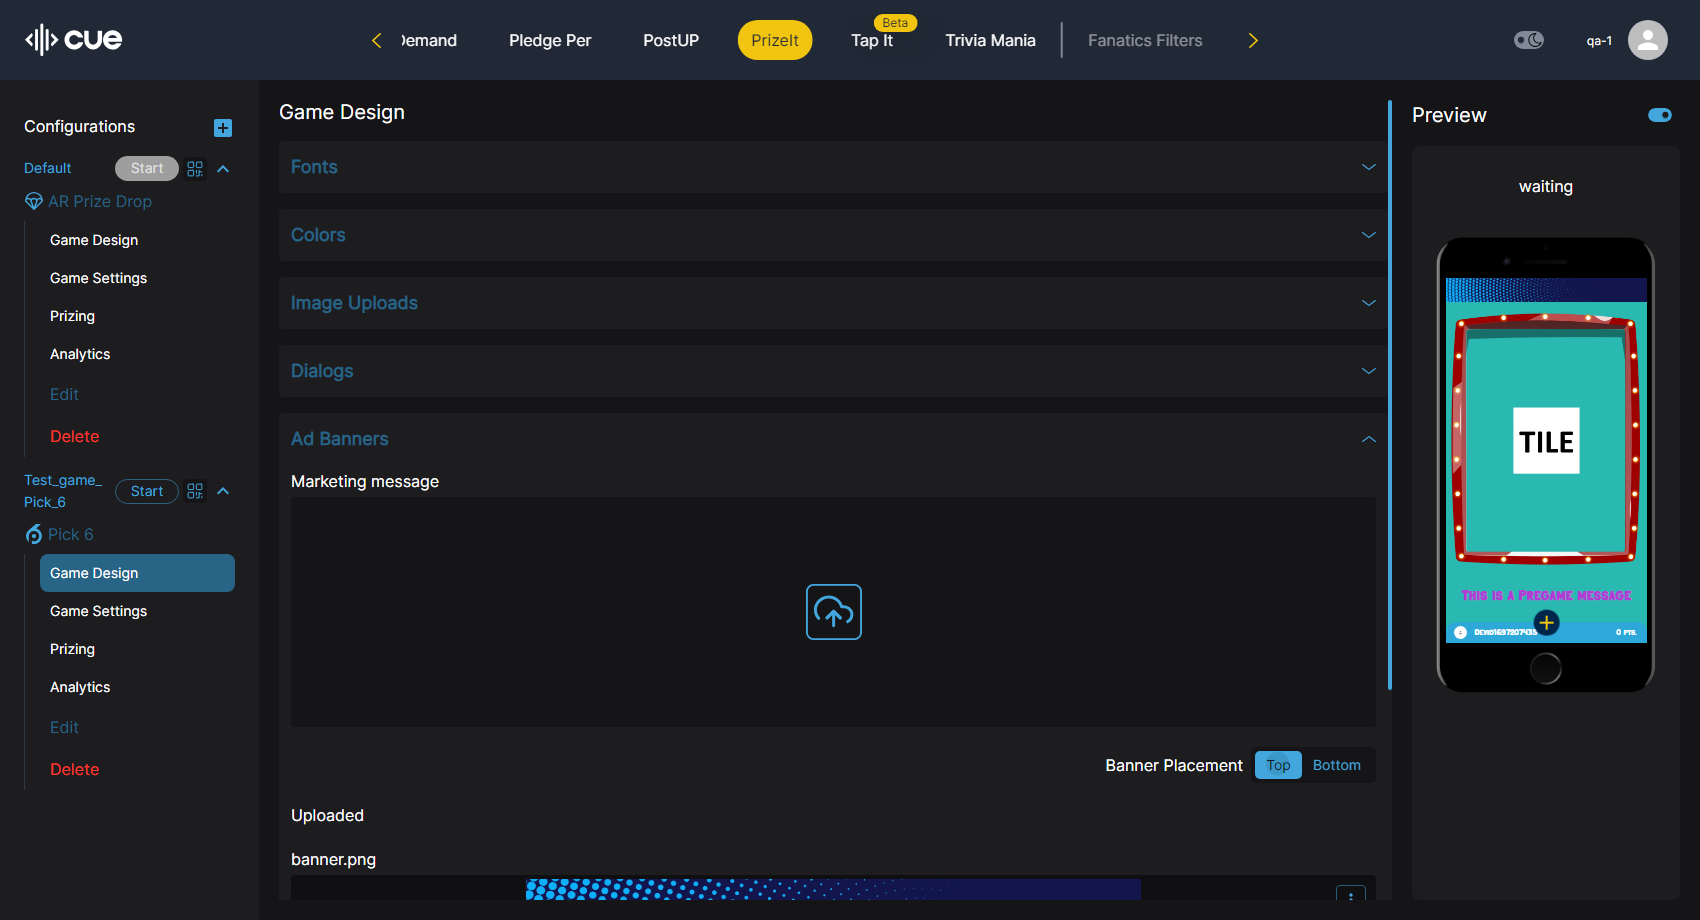 cue
Demand
Pledge Per
PostUP
PrizeIt
Beta
Tap It
Trivia Mania
Fanatics Filters
qa-1
Configurations
Default
Start
AR Prize Drop
Game Design
Game Settings
Prizing
Analytics
Edit
Delete
Test_game_
Pick_6
Start
Pick 6
Game Design
Game Settings
Prizing
Analytics
Edit
Delete
Game Design
Fonts
Colors
Image Uploads
Dialogs
Ad Banners
Marketing message
Banner Placement
Top
Bottom
Uploaded
banner.png
Preview
waiting
TILE
This is a Pregame message
0 PTS.